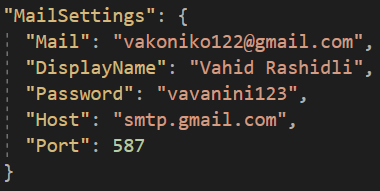 "MailSettings": {
"Mail": "vakoniko122@gmail.com",
"DisplayName": "Vahid Rashidli",
"Password": "vavanini123",
"Host": "smtp.gmail.com",
"Port": 587
}